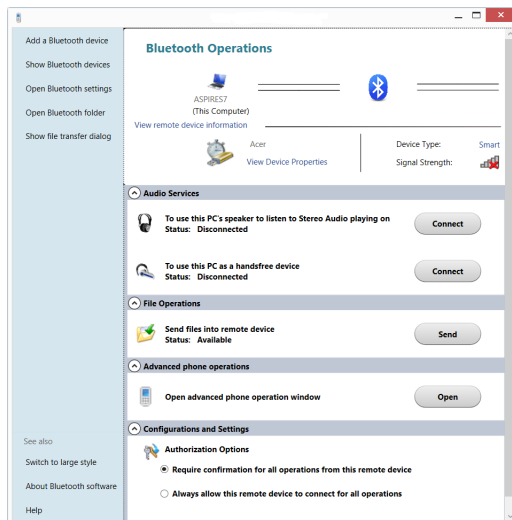 Add a Bluetooth device
Show Bluetooth devices
Open Bluetooth settings
Open Bluetooth folder
Show file transfer dialog
Bluetooth Operations
ASPIRES7
(This Computer)
View remote device information
Acer
View Device Properties
Device Type: Smart
Signal Strength:
Audio Services
To use this PC's speaker to listen to Stereo Audio playing on
Status: Disconnected
Connect
To use this PC as a handsfree device
Status: Disconnected
Connect
File Operations
Send files into remote device
Status: Available
Send
Advanced phone operations
Open advanced phone operation window
Open
Configurations and Settings
Authorization Options
Require confirmation for all operations from this remote device
Always allow this remote device to connect for all operations
See also
Switch to large style
About Bluetooth software
Help